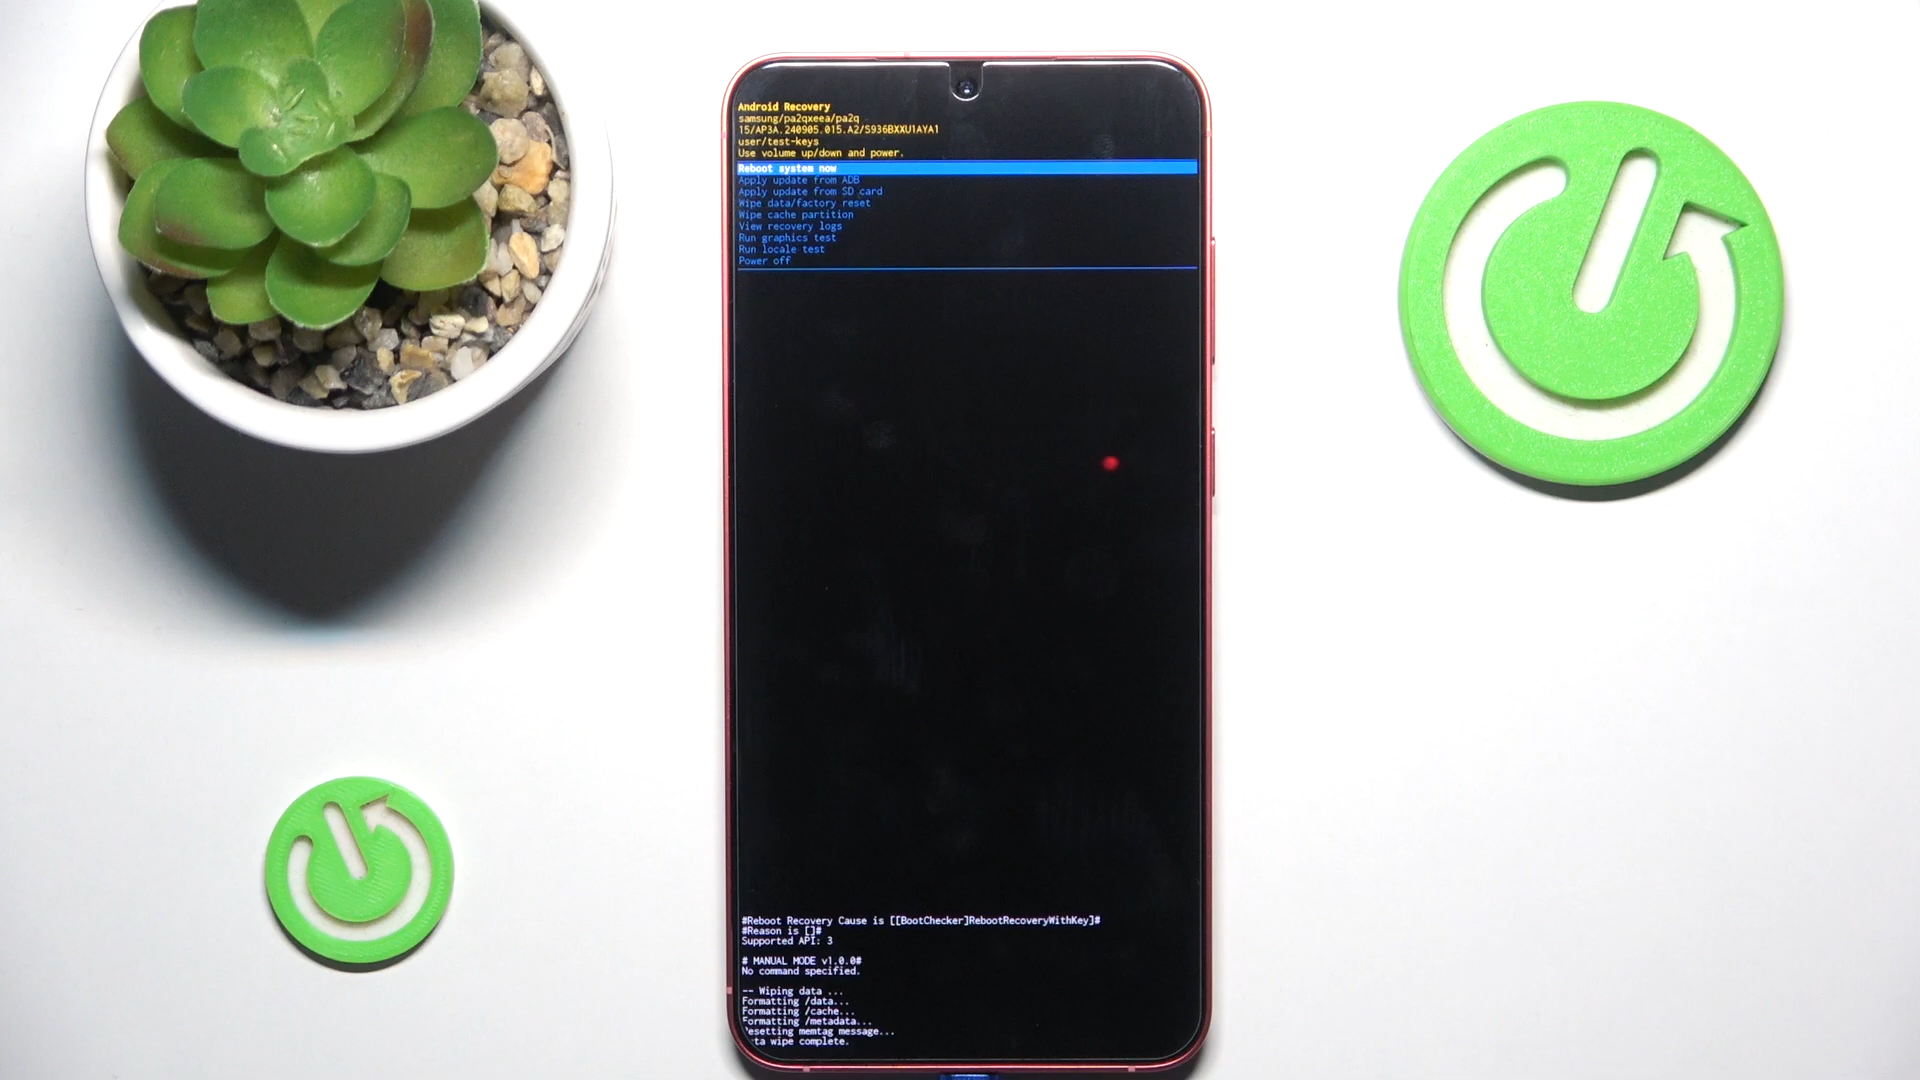 Android Recovery
samsung/pa2qxeea/pa2q
15/AP3A.240905.015.A2/S936BXXU1AYA1
user/test-keys
Use volume up/down and power.
Reboot system now
Apply update from ADB
Apply update from SD card
Wipe data/factory reset
Wipe cache partition
View recovery logs
Run graphics test
Run locale test
Power off
#Reboot Recovery Cause is [[BootChecker]RebootRecoveryWithKey]#
#Reason is []#
Supported API: 3
# MANUAL MODE v1.0.0#
No command specified.
-- Wiping data ...
Formatting /data...
Formatting /cache...
Formatting /metadata...
esetting memtag message...
ta wipe complete.